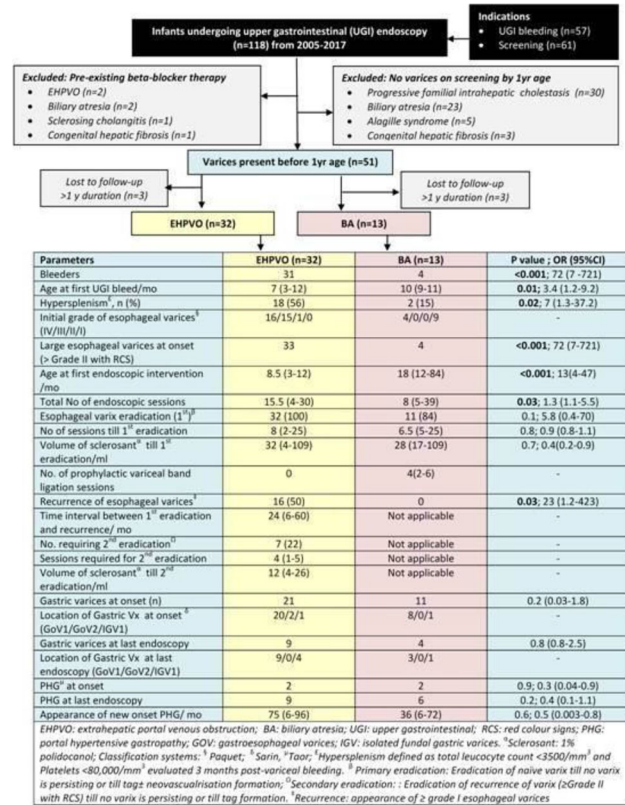 Infants undergoing upper gastrointestinal (UGI) endoscopy
(n=118) from 2005-2017
Indications
• UGI bleeding (n=57)
• Screening (n=61)
Excluded: Pre-existing beta-blocker therapy
• EHPVO (n=2)
• Biliary atresia (n=2)
• Sclerosing cholangitis (n=1)
• Congenital hepatic fibrosis (n=1)
Excluded: No varices on screening by 1yr age
• Progressive familial intrahepatic cholestasis (n=30)
• Biliary atresia (n=23)
• Alagille syndrome (n=5)
• Congenital hepatic fibrosis (n=3)
Varices present before 1yr age (n=51)
Lost to follow-up
>1 y duration (n=3)
Lost to follow-up
>1 y duration (n=3)
EHPVO (n=32)
BA (n=13)
Parameters EHPVO (n=32) BA (n=13) P value ; OR (95%CI)
Bleeders 31 4 <0.001; 72 (7 -721)
Age at first UGI bleed/mo 7 (3-12) 10 (9-11) 0.01; 3.4 (1.2-9.2)
Hypersplenism£, n (%) 18 (56) 2 (15) 0.02; 7 (1.3-37.2)
Initial grade of esophageal varices§ (IV/III/II/I) 16/15/1/0 4/0/0/9 -
Large esophageal varices at onset (> Grade II with RCS) 33 4 <0.001; 72 (7-721)
Age at first endoscopic intervention /mo 8.5 (3-12) 18 (12-84) <0.001; 13(4-47)
Total No of endoscopic sessions 15.5 (4-30) 8 (5-39) 0.03; 1.3 (1.1-5.5)
Esophageal varix eradication (1st)β 32 (100) 11 (84) 0.1; 5.8 (0.4-70)
No of sessions till 1st eradication 8 (2-25) 6.5 (5-25) 0.8; 0.9 (0.8-1.1)
Volume of sclerosantα till 1st eradication/ml 32 (4-109) 28 (17-109) 0.7; 0.4(0.2-0.9)
No. of prophylactic variceal band ligation sessions 0 4(2-6) -
Recurrence of esophageal varices‡ 16 (50) 0 0.03; 23 (1.2-423)
Time interval between 1st eradication and recurrence/ mo 24 (6-60) Not applicable -
No. requiring 2nd eradicationΩ 7 (22) Not applicable -
Sessions required for 2nd eradication 4 (1-5) Not applicable -
Volume of sclerosantα till 2nd eradication/ml 12 (4-26) Not applicable -
Gastric varices at onset (n) 21 11 0.2 (0.03-1.8)
Location of Gastric Vx at onset δ (GoV1/GoV2/IGV1) 20/2/1 8/0/1 -
Gastric varices at last endoscopy 9 4 0.8 (0.8-2.5)
Location of Gastric Vx at last endoscopy (GoV1/GoV2/IGV1) 9/0/4 3/0/1 -
PHG at onset 2 2 0.9; 0.3 (0.04-0.9)
PHG at last endoscopy 9 6 0.2; 0.4 (0.1-1.1)
Appearance of new onset PHG/ mo 75 (6-96) 36 (6-72) 0.6; 0.5 (0.003-0.8)
EHPVO: extrahepatic portal venous obstruction; BA: biliary atresia; UGI: upper gastrointestinal; RCS: red colour signs; PHG:
portal hypertensive gastropathy; GOV: gastroesophageal varices; IGV: isolated fundal gastric varices. αSclerosant: 1%
polidocanol; Classification systems: § Paquet; δ Sarin, Taor; £Hypersplenism defined as total leucocyte count <3500/mm3 and
Platelets <80,000/mm3 evaluated 3 months post-variceal bleeding. β Primary eradication: Eradication of naïve varix till no varix
is persisting or till tag± neovascualrisation formation; ΩSecondary eradication: : Eradication of recurrence of varix (≥Grade II
with RCS) till no varix is persisting or till tag formation. ‡Recurrence: appearance of ≥ grade I esophageal varices